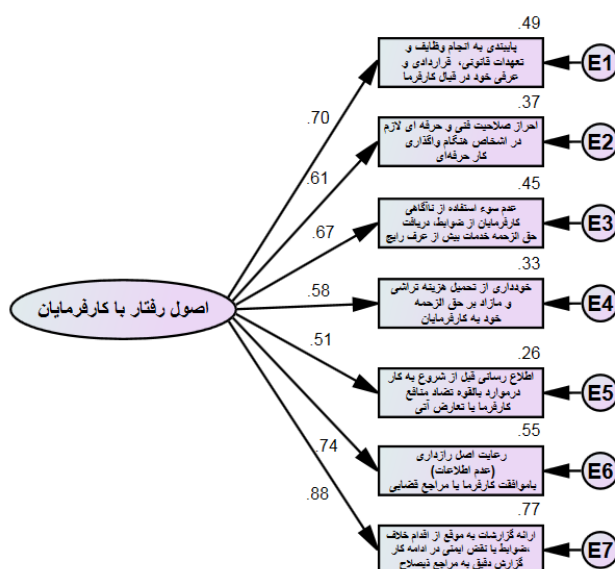 .49
پایبندی به انجام وظایف و
تعهدات قانونی، قراردادی و
عرفی خود در قبال کارفرما
E1
.70
.37
احراز صلاحیت فنی و حرفه ای لازم
در اشخاص هنگام واگذاری
کار حرفه‌ای
E2
.61
.45
عدم سوء استفاده از ناآگاهی
کارفرمایان از ضوابط، دریافت
حق الزحمه خدمات بیش از عرف رایج
E3
.67
.33
خودداری از تحمیل هزینه تراشی
و مازاد بر حق الزحمه
خود به کارفرمایان
E4
.58
اصول رفتار با کارفرمایان
.26
اطلاع رسانی قبل از شروع به کار
درموارد بالقوه تضاد منافع
کارفرما یا تعارض آتی
E5
.51
.55
رعایت اصل رازداری
(عدم اطلاعات)
باموافقت کارفرما یا مراجع قضایی
E6
.74
.77
ارائه گزارشات به موقع از اقدام خلاف
،ضوابط یا نقض ایمنی در ادامه کار
گزارش دقیق به مراجع ذیصلاح
E7
.88